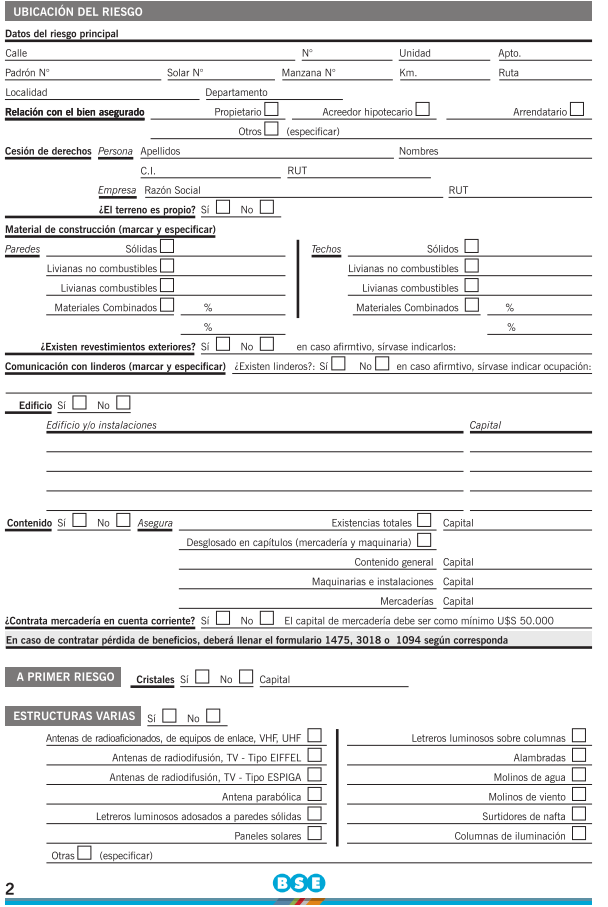 UBICACIÓN DEL RIESGO
Datos del riesgo principal
Calle N° Unidad Apto.
Padrón N° Solar N° Manzana N° Km. Ruta
Localidad Departamento
Relación con el bien asegurado Propietario Acreedor hipotecario Arrendatario
Otros (especificar)
Cesión de derechos Persona Apellidos Nombres
C.I. RUT
Empresa Razón Social RUT
¿El terreno es propio? Sí No
Material de construcción (marcar y especificar)
Paredes Sólidas Techos Sólidos
Livianas no combustibles Livianas no combustibles
Livianas combustibles Livianas combustibles
Materiales Combinados % Materiales Combinados %
% %
¿Existen revestimientos exteriores? Sí No en caso afirmtivo, sírvase indicarlos:
Comunicación con linderos (marcar y especificar) ¿Existen linderos?: Sí No en caso afirmtivo, sírvase indicar ocupación:
Edificio Sí No
Edificio y/o instalaciones Capital
Contenido Sí No Asegura Existencias totales Capital
Desglosado en capítulos (mercadería y maquinaria)
Contenido general Capital
Maquinarias e instalaciones Capital
Mercaderías Capital
¿Contrata mercadería en cuenta corriente? Sí No El capital de mercadería debe ser como mínimo U$S 50.000
En caso de contratar pérdida de beneficios, deberá llenar el formulario 1475, 3018 o 1094 según corresponda
A PRIMER RIESGO Cristales Sí No Capital
ESTRUCTURAS VARIAS Sí No
Antenas de radioaficionados, de equipos de enlace, VHF, UHF Letreros luminosos sobre columnas
Antenas de radiodifusión, TV - Tipo EIFFEL Alambradas
Antenas de radiodifusión, TV - Tipo ESPIGA Molinos de agua
Antena parabólica Molinos de viento
Letreros luminosos adosados a paredes sólidas Surtidores de nafta
Paneles solares Columnas de iluminación
Otras (especificar)
2 BSE